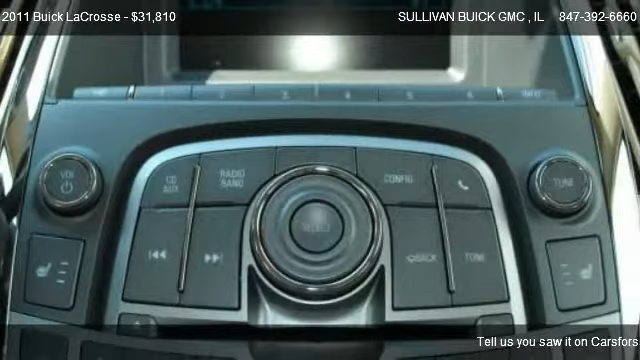 2011 Buick LaCrosse - $31,810
SULLIVAN BUICK GMC , IL 847-392-6660
1 2 3 4 5 6
VOL
CD AUX
RADIO BAND
CONFIG
TUNE
SELECT
BACK
TONE
Tell us you saw it on Carsfors